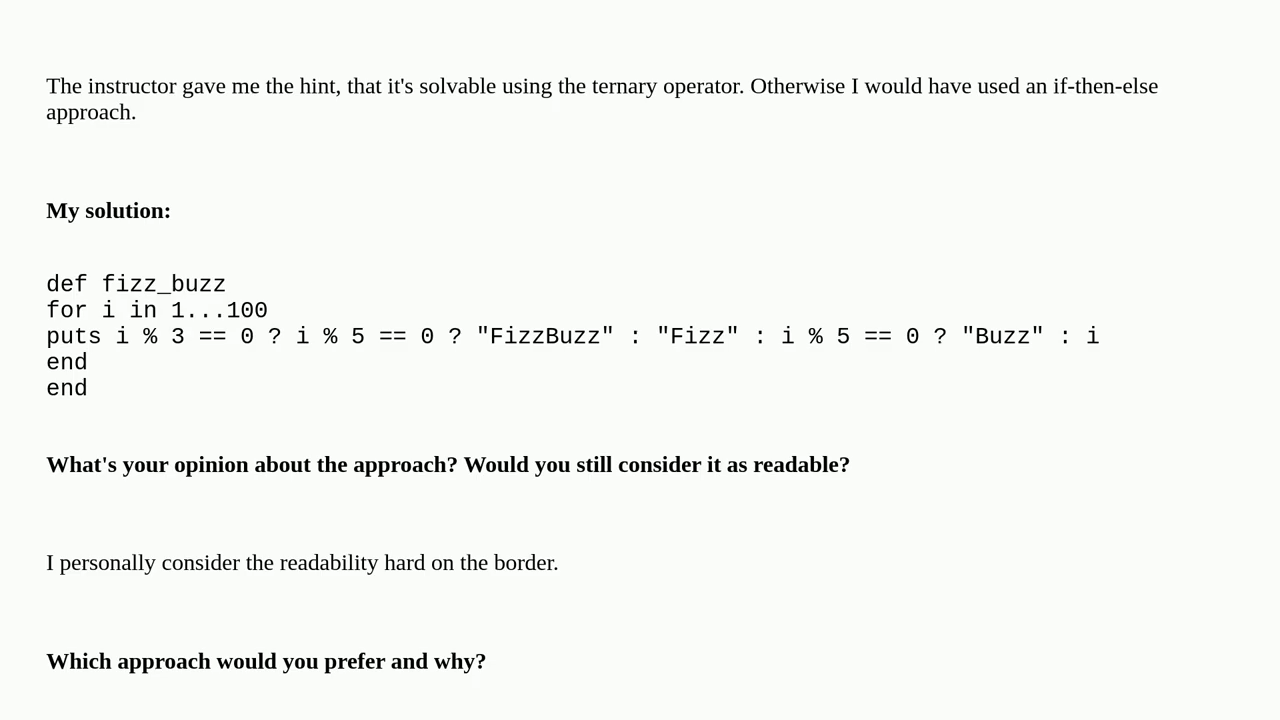 The instructor gave me the hint, that it's solvable using the ternary operator. Otherwise I would have used an if-then-else
approach.
My solution:
def fizz_buzz
for i in 1...100
puts i % 3 == 0 ? i % 5 == 0 ? "FizzBuzz" : "Fizz" : i % 5 == 0 ? "Buzz" : i
end
end
What's your opinion about the approach? Would you still consider it as readable?
I personally consider the readability hard on the border.
Which approach would you prefer and why?